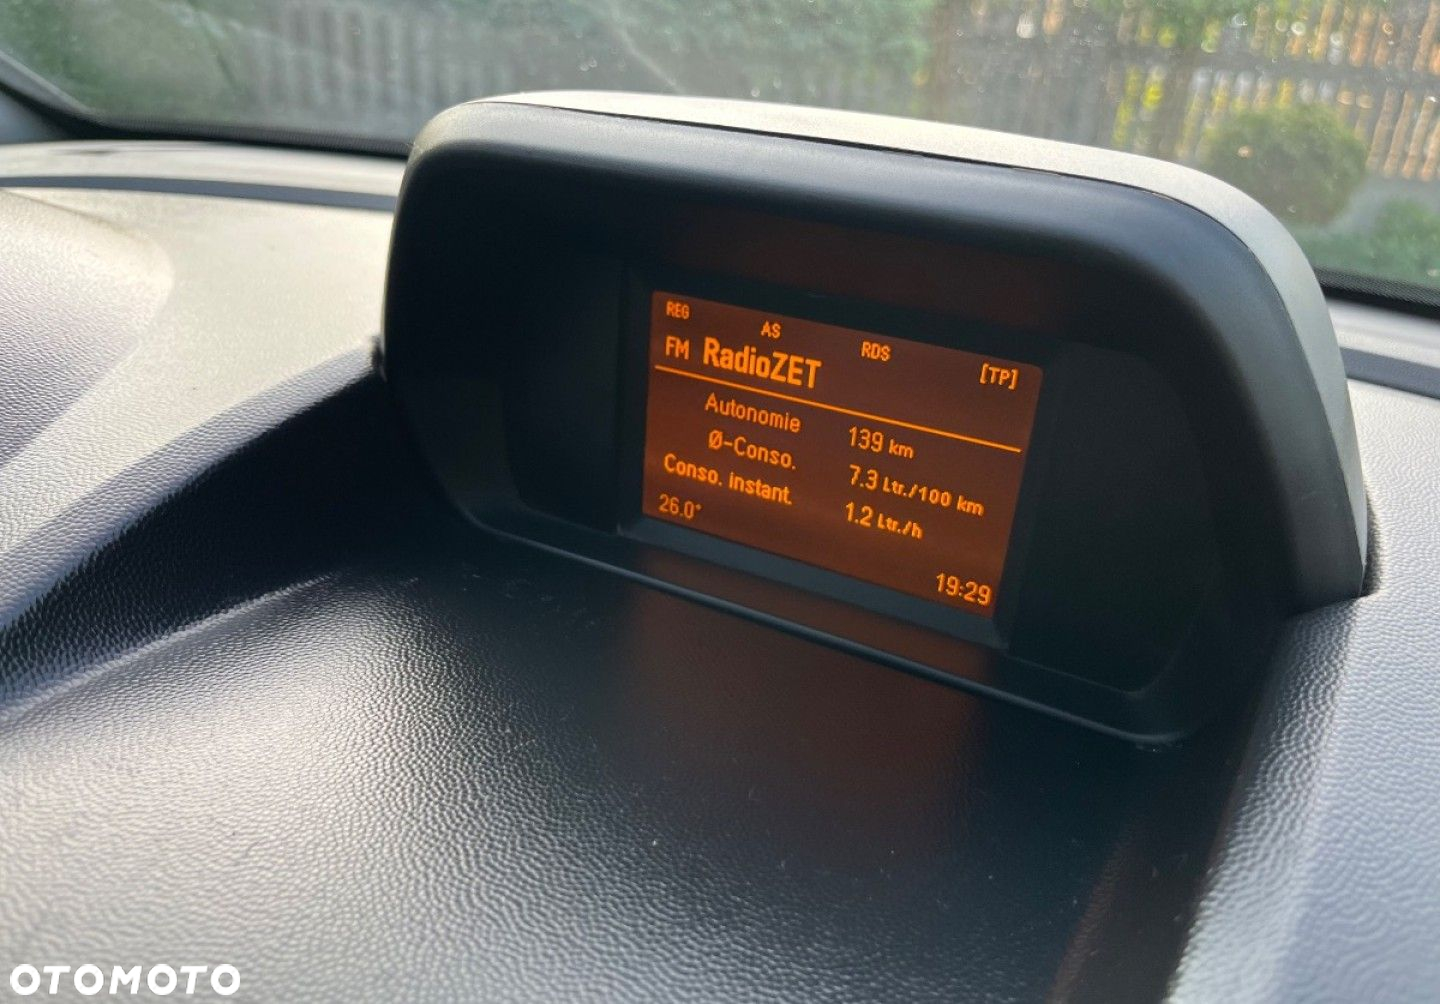 REG AS RDS [TP]
FM RadioZET
Autonomie 139 km
Ø-Conso. 7.3 Ltr./100 km
Conso. instant. 1.2 Ltr./h
26.0° 19:29
OTOMOTO